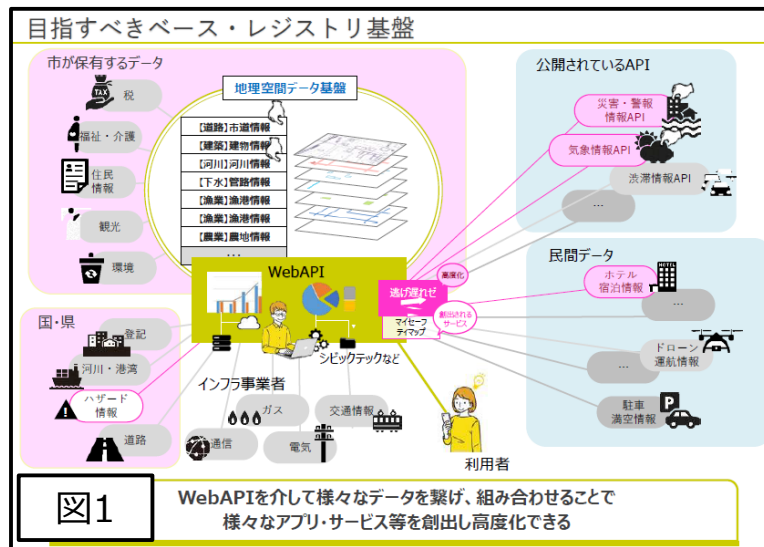 目指すべきベース・レジストリ基盤
市が保有するデータ
税
TAX
福祉・介護
住民
情報
観光
環境
地理空間データ基盤
【道路】市道情報
【建築】建物情報
【河川】河川情報
【下水】管路情報
【漁業】漁港情報
【漁業】漁港情報
【農業】農地情報
...
公開されているAPI
災害・警報
情報API
気象情報API
渋滞情報API
...
WebAPI
シビックテックなど
逃げ遅れゼ
マイセーフ
ティマップ
高度化
創出される
サービス
民間データ
ホテル
宿泊情報
HOTEL
...
ドローン
運航情報
...
駐車
満空情報
P
国・県
登記
河川・港湾
ハザード
情報
道路
インフラ事業者
ガス
通信
電気
交通情報
利用者
図1
WebAPIを介して様々なデータを繋げ、組み合わせることで
様々なアプリ・サービス等を創出し高度化できる